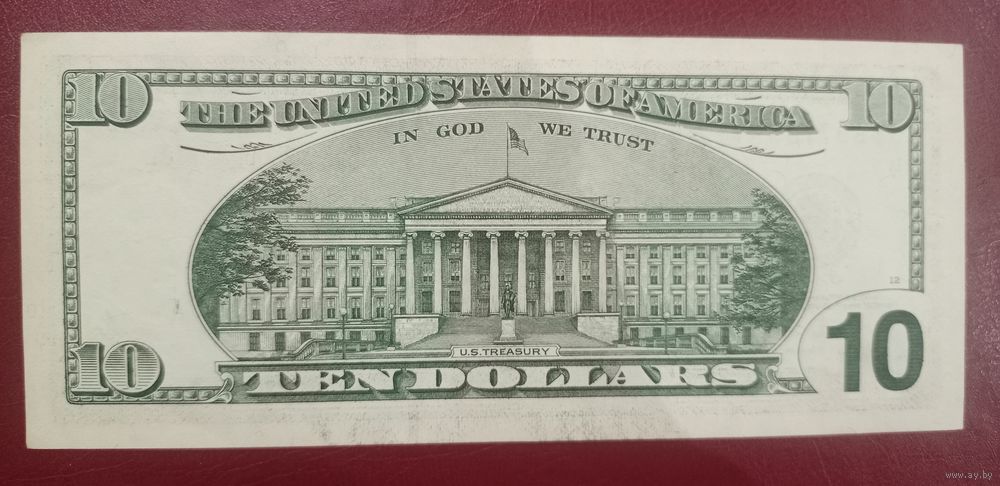 10 10
THE UNITED STATES OF AMERICA
IN GOD WE TRUST
12
U.S. TREASURY
10 TEN DOLLARS 10
www.ay.by